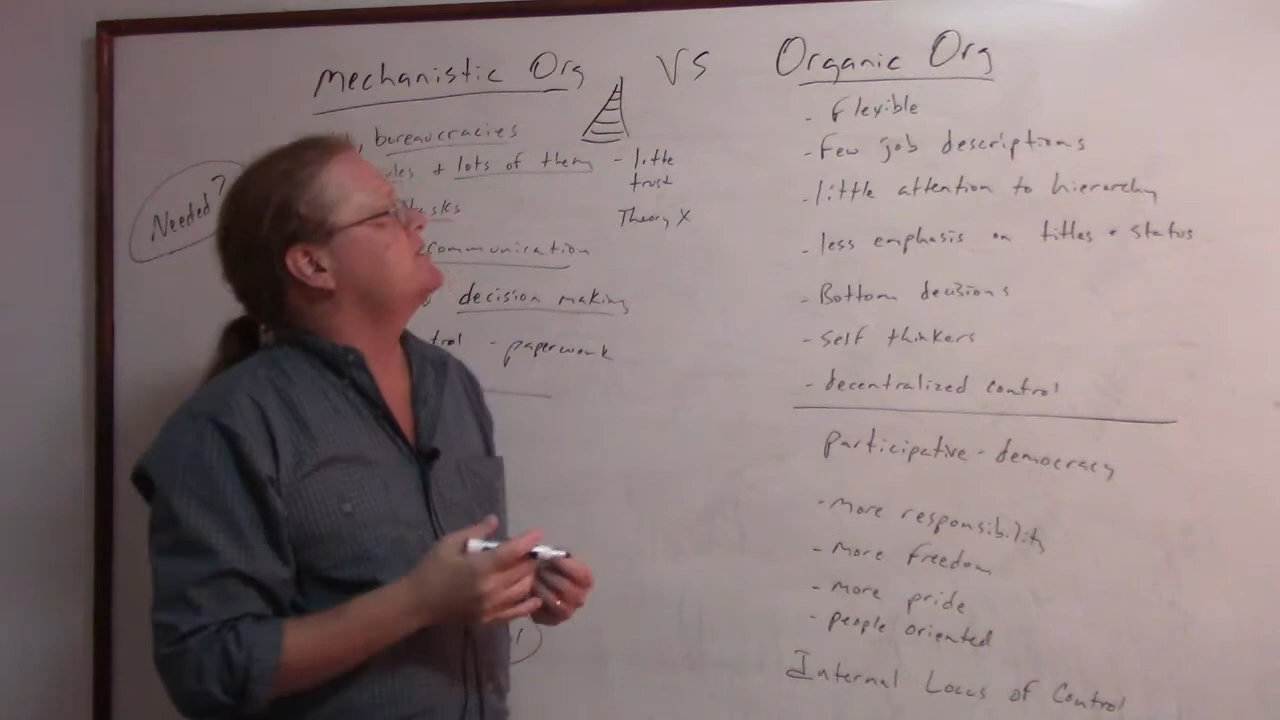 Mechanistic Org VS Organic Org
, bureaucracies
+ lots of them
tasks
communication
decision making
- paperwork
- little
trust
Theory X
Needed?
- flexible
- Few job descriptions
- little attention to hierarchy
- less emphasis on titles + status
- Bottom decisions
- self thinkers
- decentralized control
participative - democracy
- more responsibility
- more freedom
- more pride
- people oriented
Internal Locus of Control